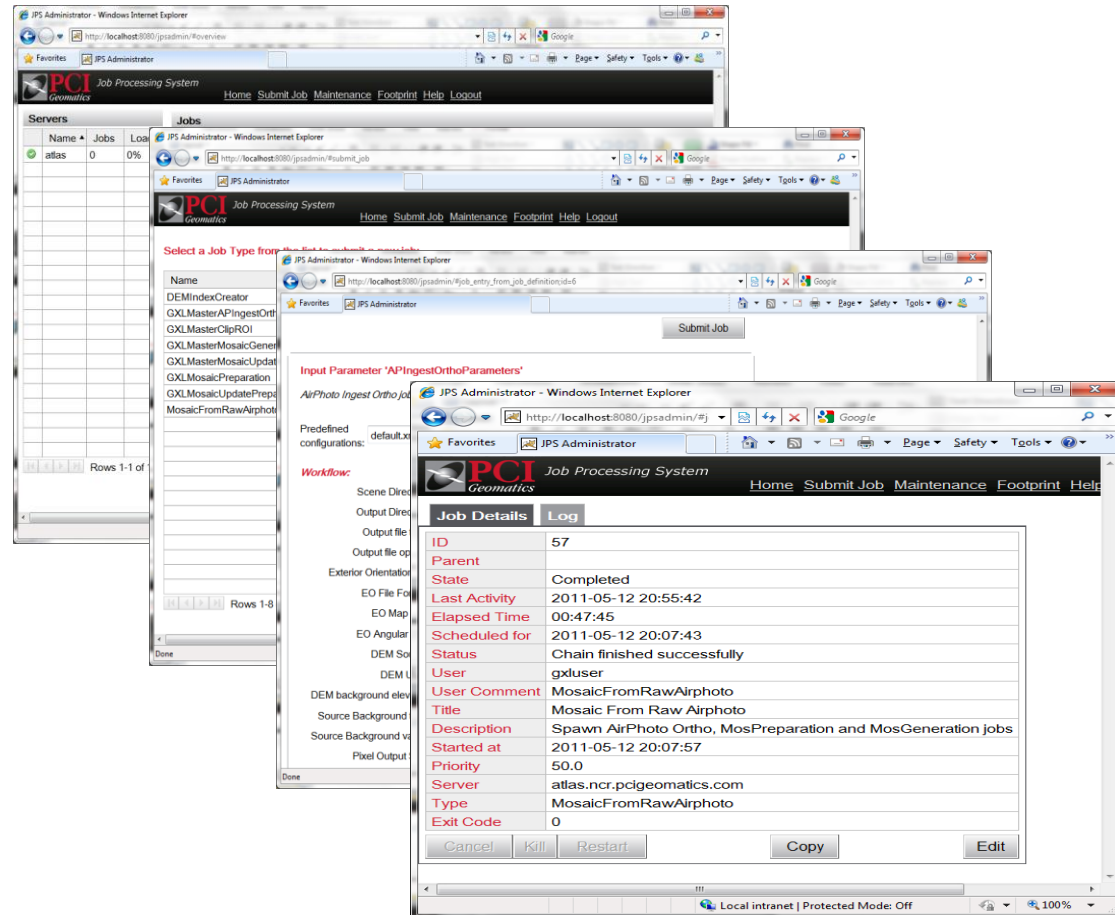 JPS Administrator - Windows Internet Explorer
http://localhost:8080/jpsadmin/#overview
Google
Favorites JPS Administrator
Page Safety Tools
PCI Geomatics
Job Processing System
Home Submit Job Maintenance Footprint Help Logout
Servers Jobs
Name Jobs
atlas 0 0%
Rows 1-1 of
JPS Administrator - Windows Internet Explorer
http://localhost:8080/jpsadmin/#submit_job
Google
Favorites JPS Administrator
Page Safety Tools
PCI Geomatics
Job Processing System
Home Submit Job Maintenance Footprint Help Logout
Select a Job Type from the list to submit a new job
Name
DEMIndexCreator
GXLMasterAPIngestOrth
GXLMasterClipROI
GXLMasterMosaicGener
GXLMasterMosaicUpdat
GXLMosaicPreparation
GXLMosaicUpdatePrepa
MosaicFromRawAirphoto
Rows 1-8
Done
JPS Administrator - Windows Internet Explorer
http://localhost:8080/jpsadmin/#job_entry_from_job_definition;id=6
Google
Favorites JPS Administrator
Page Safety Tools
Submit Job
Input Parameter 'APIngestOrthoParameters'
AirPhoto Ingest Ortho
Predefined
configurations:
Workflow:
Scene Direc
Output Direc
Output file
Output file op
Exterior Orientation
EO File Fo
EO Map
EO Angular
DEM So
DEM
DEM background elev
Source Background
Source Background va
Pixel Output
Done
JPS Administrator - Windows Internet Explorer
http://localhost:8080/jpsadmin/#j
Google
Favorites JPS Administrator
Page Safety Tools
PCI Geomatics
Job Processing System
Home Submit Job Maintenance Footprint Help
Job Details Log
ID 57
Parent
State Completed
Last Activity 2011-05-12 20:55:42
Elapsed Time 00:47:45
Scheduled for 2011-05-12 20:07:43
Status Chain finished successfully
User gxluser
User Comment MosaicFromRawAirphoto
Title Mosaic From Raw Airphoto
Description Spawn AirPhoto Ortho, MosPreparation and MosGeneration jobs
Started at 2011-05-12 20:07:57
Priority 50.0
Server atlas.ncr.pcigeomatics.com
Type MosaicFromRawAirphoto
Exit Code 0
Cancel Kill Restart Copy Edit
Local intranet | Protected Mode: Off 100%